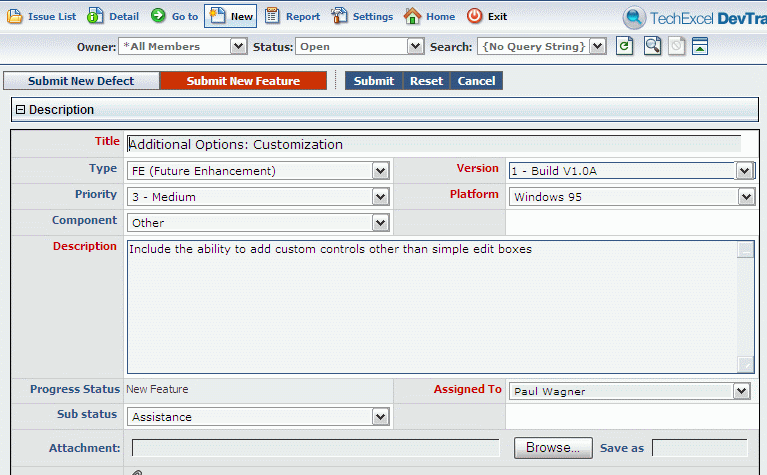 Issue List Detail Go to New Report Settings Home Exit TechExcel DevTra
Owner: *All Members Status: Open Search: {No Query String}
Submit New Defect Submit New Feature Submit Reset Cancel
Description
Title Additional Options: Customization
Type FE (Future Enhancement) Version 1 - Build V1.0A
Priority 3 - Medium Platform Windows 95
Component Other
Description Include the ability to add custom controls other than simple edit boxes
Progress Status New Feature Assigned To Paul Wagner
Sub status Assistance
Attachment: Browse... Save as